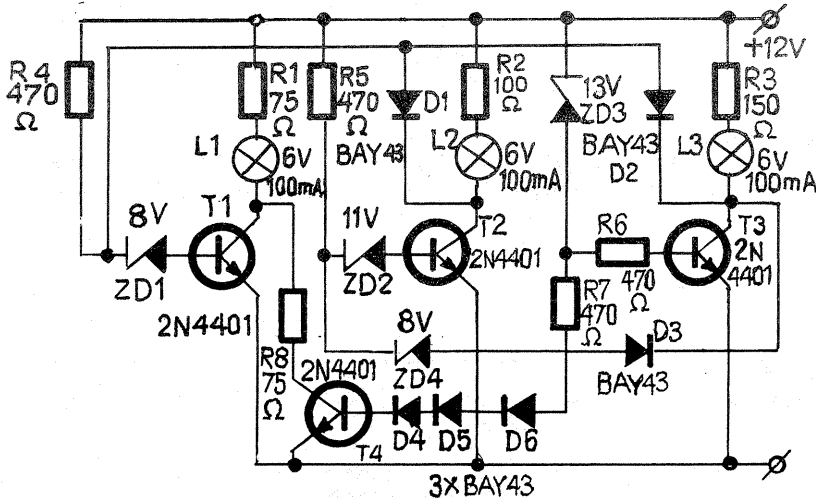 +12V
R4
470
Ω
R1
75
Ω
R5
470
Ω
BAY43
D1
R2
100
Ω
13V
ZD3
BAY43
D2
R3
150
Ω
L1
6V
100mA
L2
6V
100mA
L3
6V
100mA
8V
ZD1
T1
2N4401
11V
ZD2
T2
2N4401
R6
470
Ω
T3
2N
4401
R7
470
Ω
R8
75
Ω
2N4401
T4
8V
ZD4
D3
BAY43
D4
D5
D6
3xBAY43